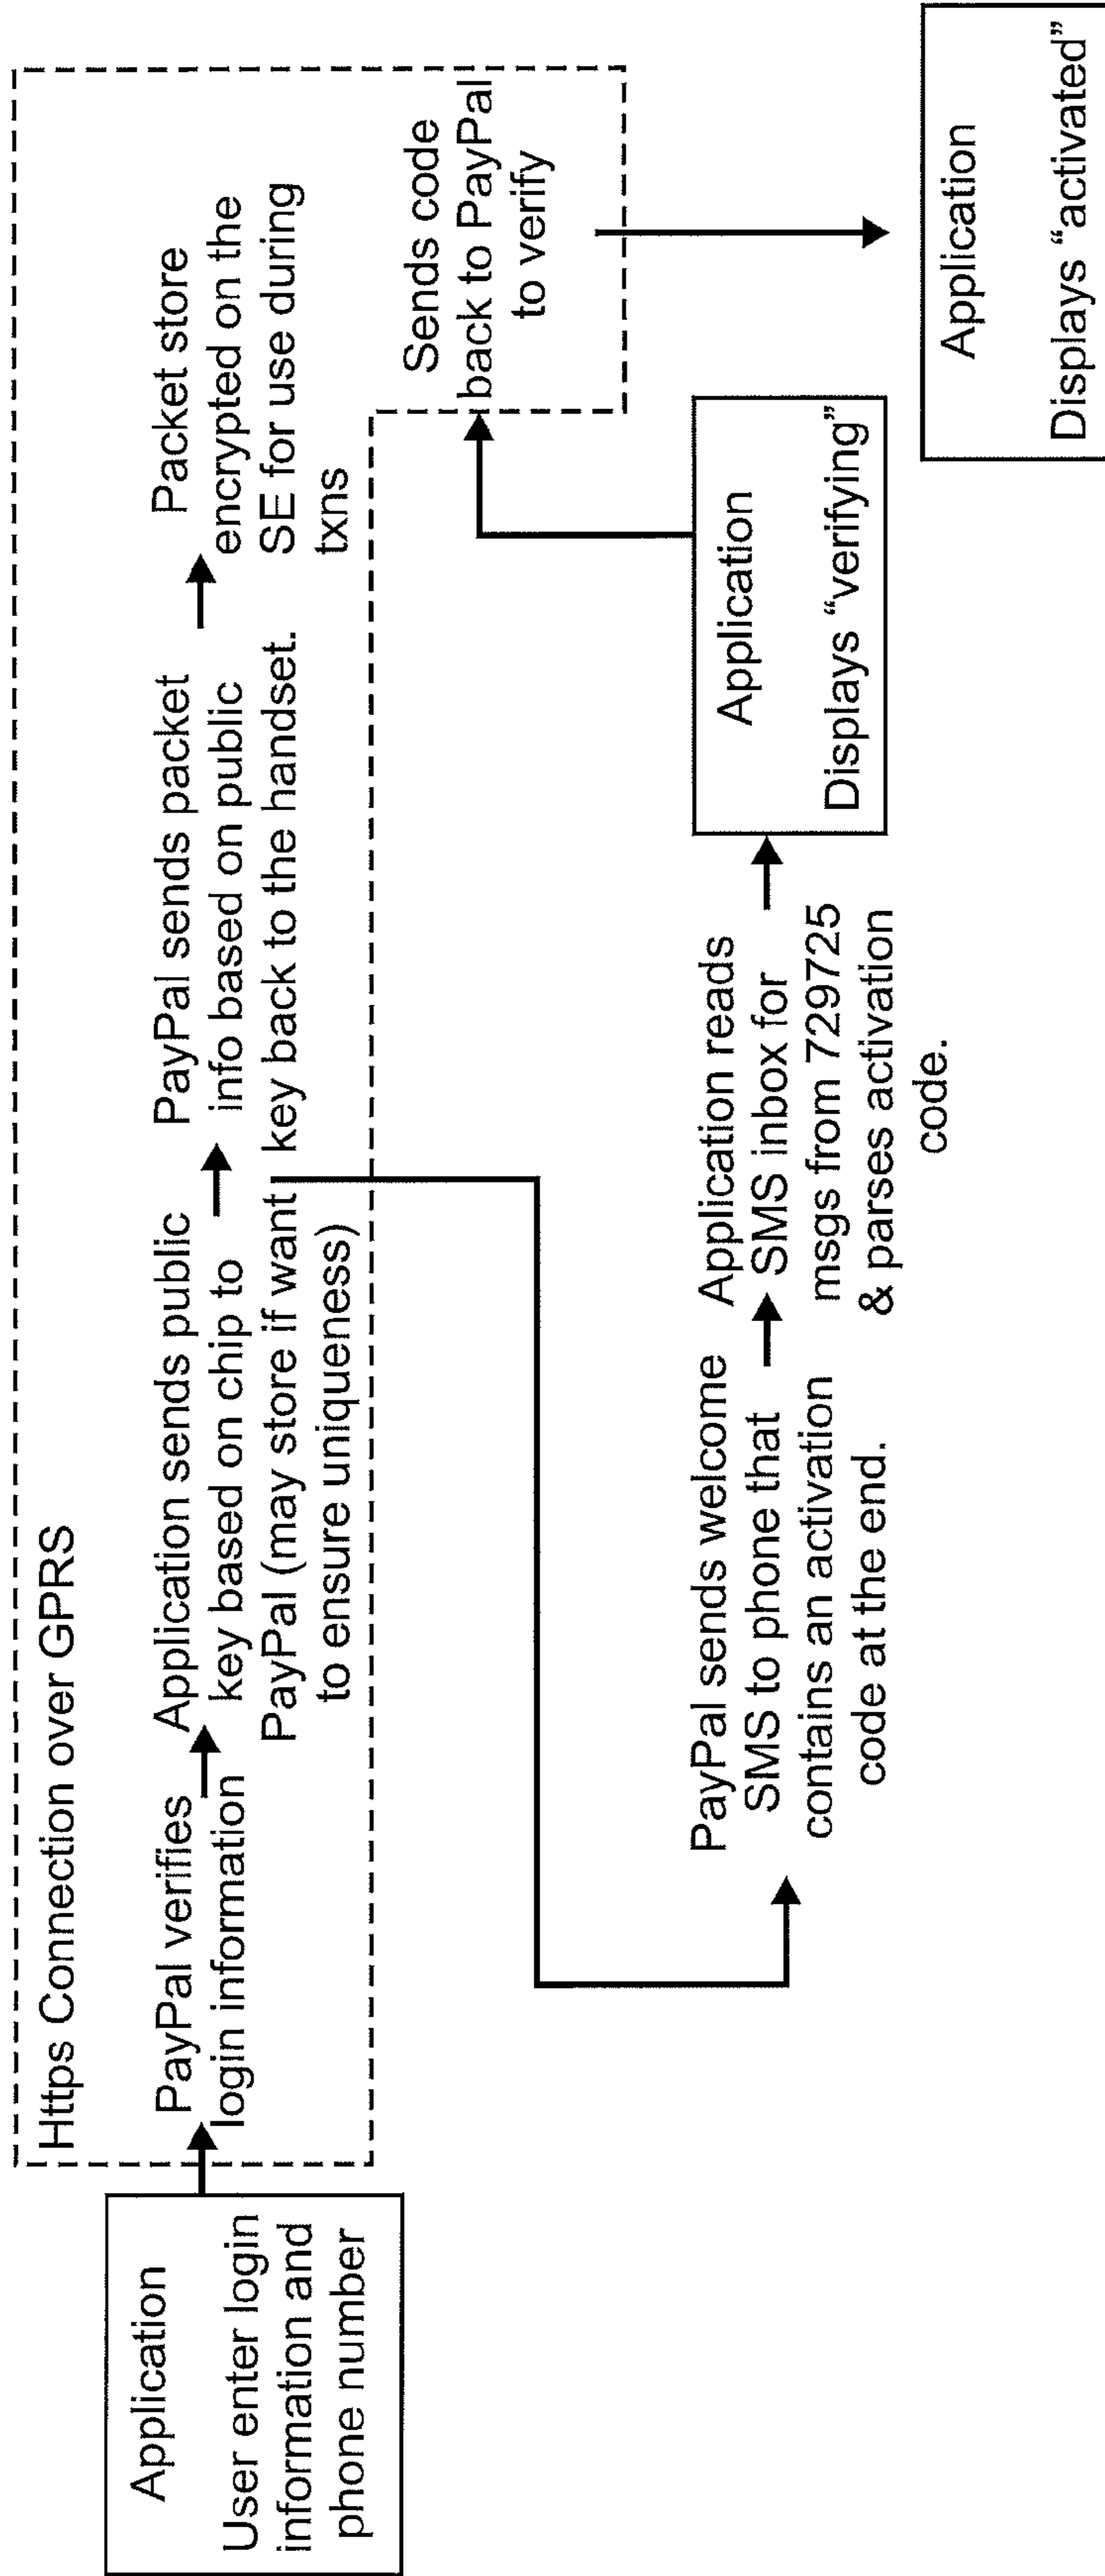 Https Connection over GPRS
Application
User enter login
information and
phone number
PayPal verifies
login information
Application sends public
key based on chip to
PayPal (may store if want
to ensure uniqueness)
PayPal sends packet
info based on public
key back to the handset.
Packet store
encrypted on the
SE for use during
txns
PayPal sends welcome
SMS to phone that
contains an activation
code at the end.
Application reads
SMS inbox for
msgs from 729725
& parses activation
code.
Application
Displays “verifying”
Sends code
back to PayPal
to verify
Application
Displays “activated”